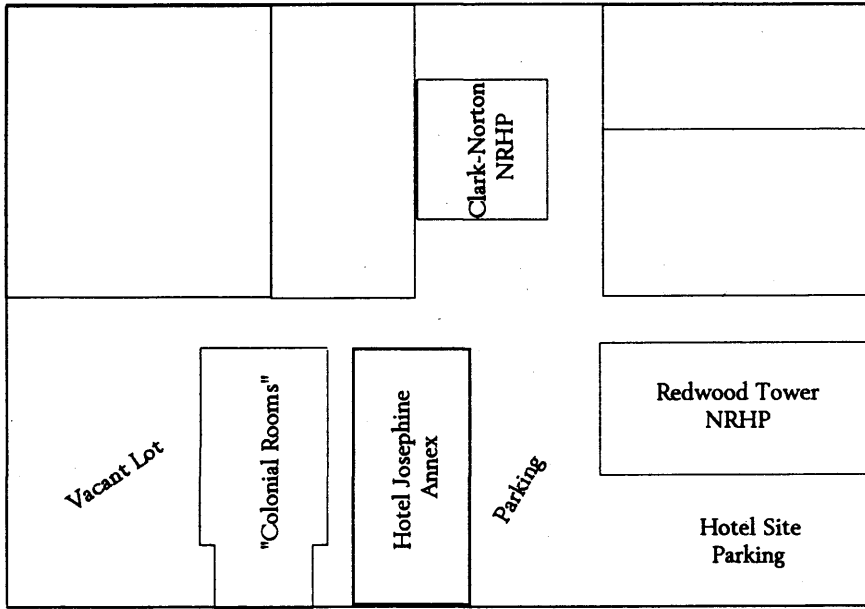 Clark-Norton
NRHP
Redwood Tower
NRHP
Vacant Lot
"Colonial Rooms"
Hotel Josephine
Annex
Parking
Hotel Site
Parking